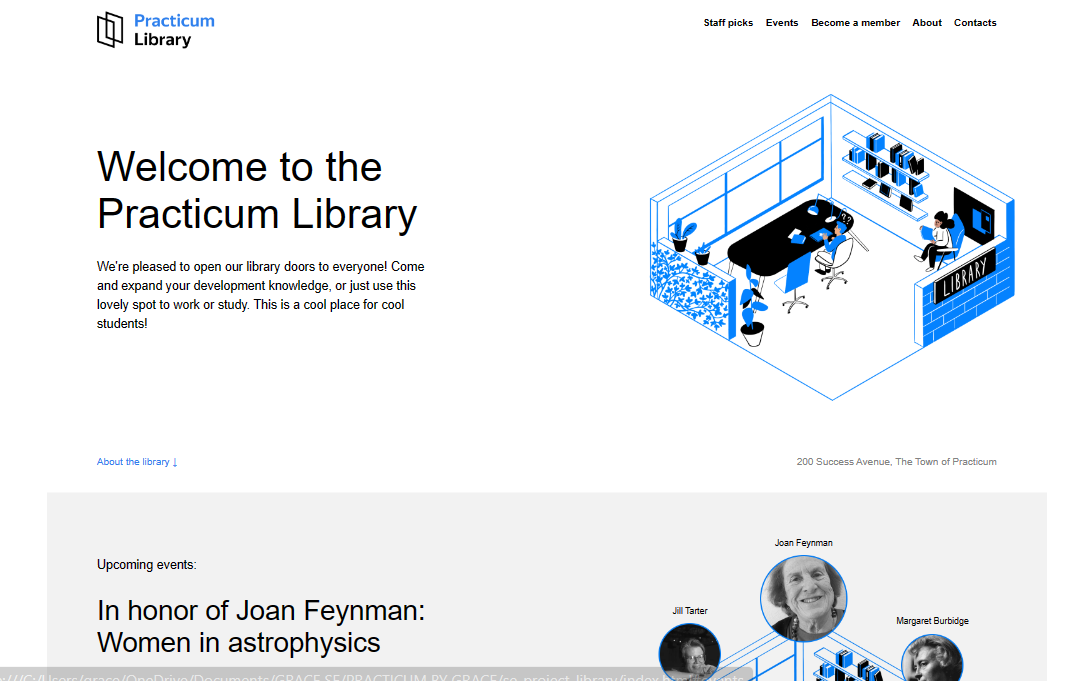 Practicum
Library
Staff picks Events Become a member About Contacts
Welcome to the
Practicum Library
We're pleased to open our library doors to everyone! Come
and expand your development knowledge, or just use this
lovely spot to work or study. This is a cool place for cool
students!
??
LIBRARY
About the library ↓
200 Success Avenue, The Town of Practicum
Upcoming events:
In honor of Joan Feynman:
Women in astrophysics
Joan Feynman
Jill Tarter
Margaret Burbidge